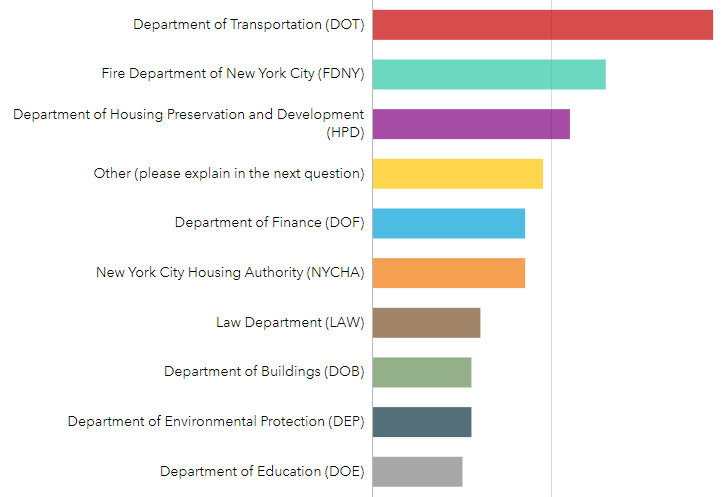 Department of Transportation (DOT)
Fire Department of New York City (FDNY)
Department of Housing Preservation and Development
(HPD)
Other (please explain in the next question)
Department of Finance (DOF)
New York City Housing Authority (NYCHA)
Law Department (LAW)
Department of Buildings (DOB)
Department of Environmental Protection (DEP)
Department of Education (DOE)